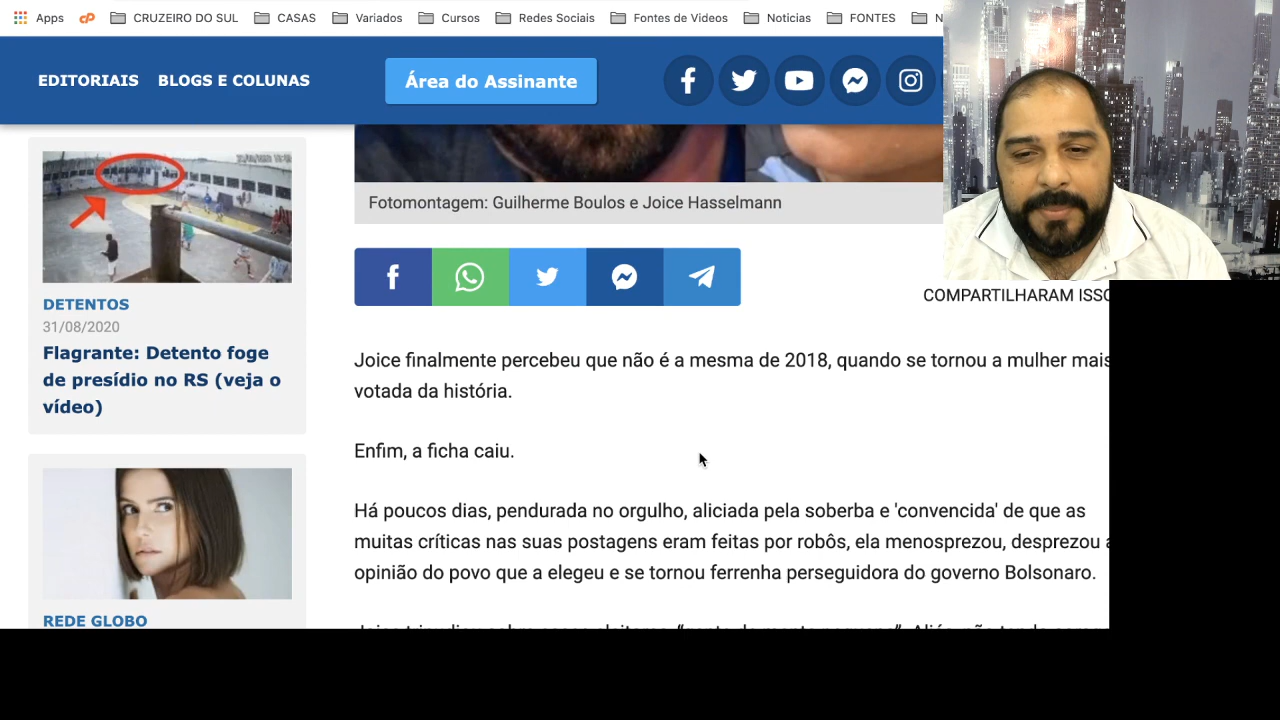 Apps
CRUZEIRO DO SUL
CASAS
Variados
Cursos
Redes Sociais
Fontes de Vídeos
Noticias
FONTES
EDITORIAIS
BLOGS E COLUNAS
Área do Assinante
Fotomontagem: Guilherme Boulos e Joice Hasselmann
COMPARTILHARAM ISSO
DETENTOS
31/08/2020
Flagrante: Detento foge
de presídio no RS (veja o
vídeo)
REDE GLOBO
Joice finalmente percebeu que não é a mesma de 2018, quando se tornou a mulher mais
votada da história.
Enfim, a ficha caiu.
Há poucos dias, pendurada no orgulho, aliciada pela soberba e 'convencida' de que as
muitas críticas nas suas postagens eram feitas por robôs, ela menosprezou, desprezou a
opinião do povo que a elegeu e se tornou ferrenha perseguidora do governo Bolsonaro.